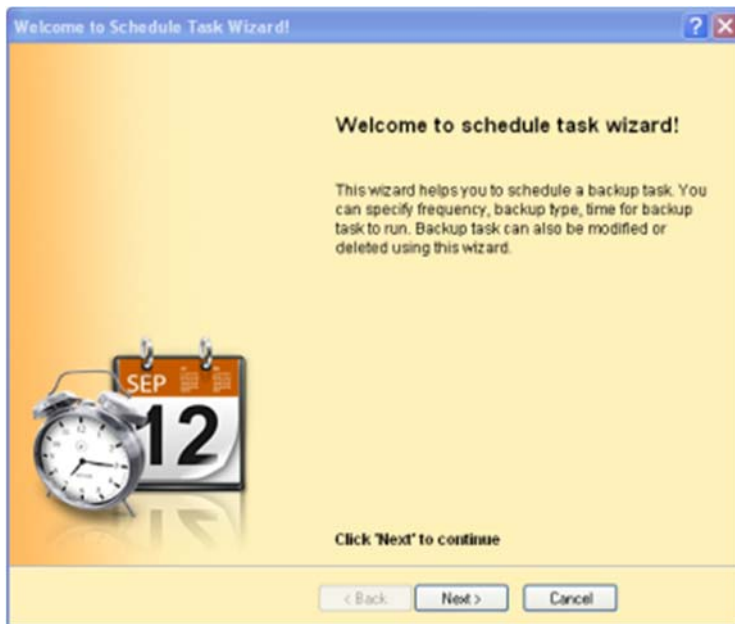 Welcome to Schedule Task Wizard!
Welcome to schedule task wizard!
This wizard helps you to schedule a backup task. You
can specify frequency, backup type, time for backup
task to run. Backup task can also be modified or
deleted using this wizard.
SEP
12
Click 'Next' to continue
< Back
Next >
Cancel